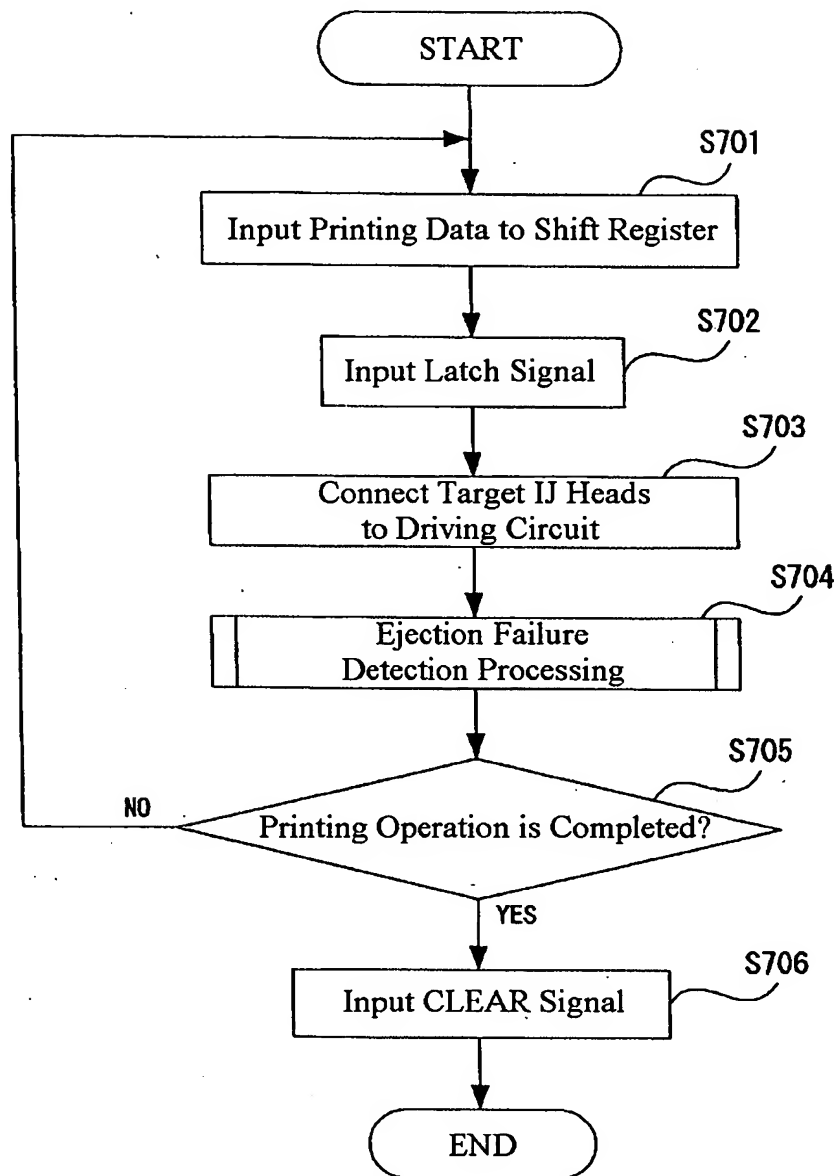 START
S701
Input Printing Data to Shift Register
S702
Input Latch Signal
S703
Connect Target IJ Heads
to Driving Circuit
S704
Ejection Failure
Detection Processing
S705
NO
Printing Operation is Completed?
YES
S706
Input CLEAR Signal
END